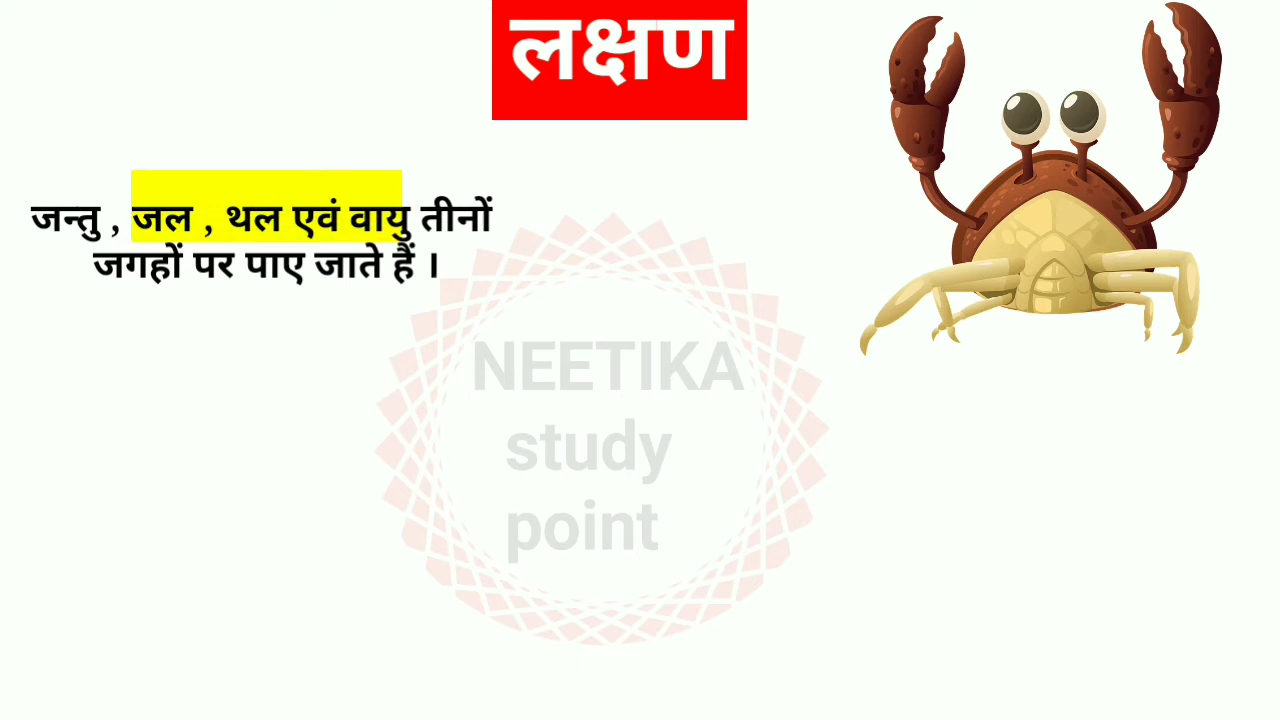 लक्षण
जन्तु , जल , थल एवं वायु तीनों
जगहों पर पाए जाते हैं ।
NEETIKA
study
point